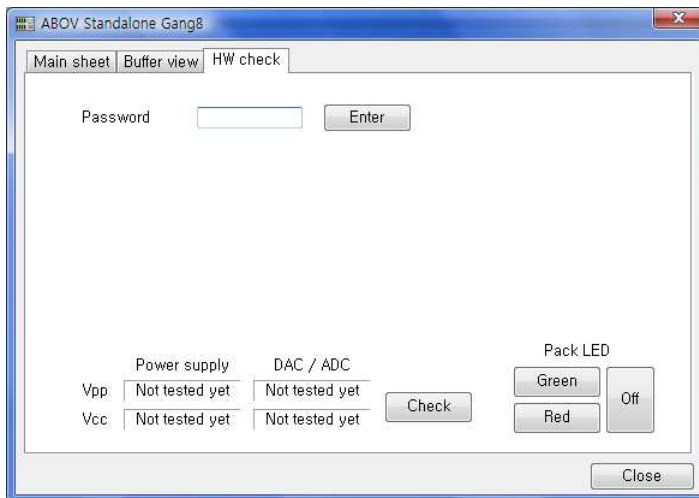 ABOV Standalone Gang8
Main sheet Buffer view HW check
Password Enter
Pack LED
Power supply DAC / ADC
Green Off
Vpp Not tested yet Not tested yet
Check
Vcc Not tested yet Not tested yet
Red
Close